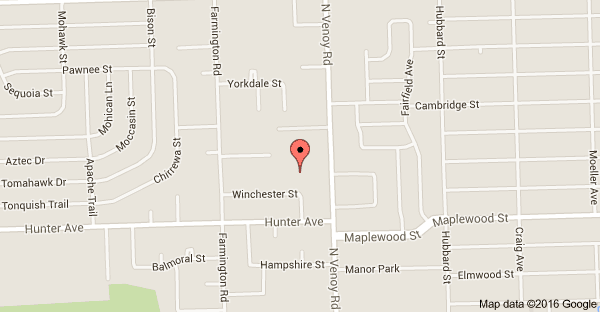 Mohawk St
Bison St
Farmington Rd
N Venoy Rd
Hubbard St
Pawnee St
Sequoia St
Mohican Ln
Moccasin St
Chirrewa St
Yorkdale St
Fairfield Ave
Cambridge St
Aztec Dr
Tomahawk Dr
Tonquish Trail
Apache Trail
Winchester St
Moeller Ave
Hunter Ave
Hunter Ave
Maplewood St
Maplewood St
Farmington Rd
Balmoral St
Hampshire St
N Venoy Rd
Manor Park
Hubbard St
Elmwood St
Craig Ave
Map data ©2016 Google